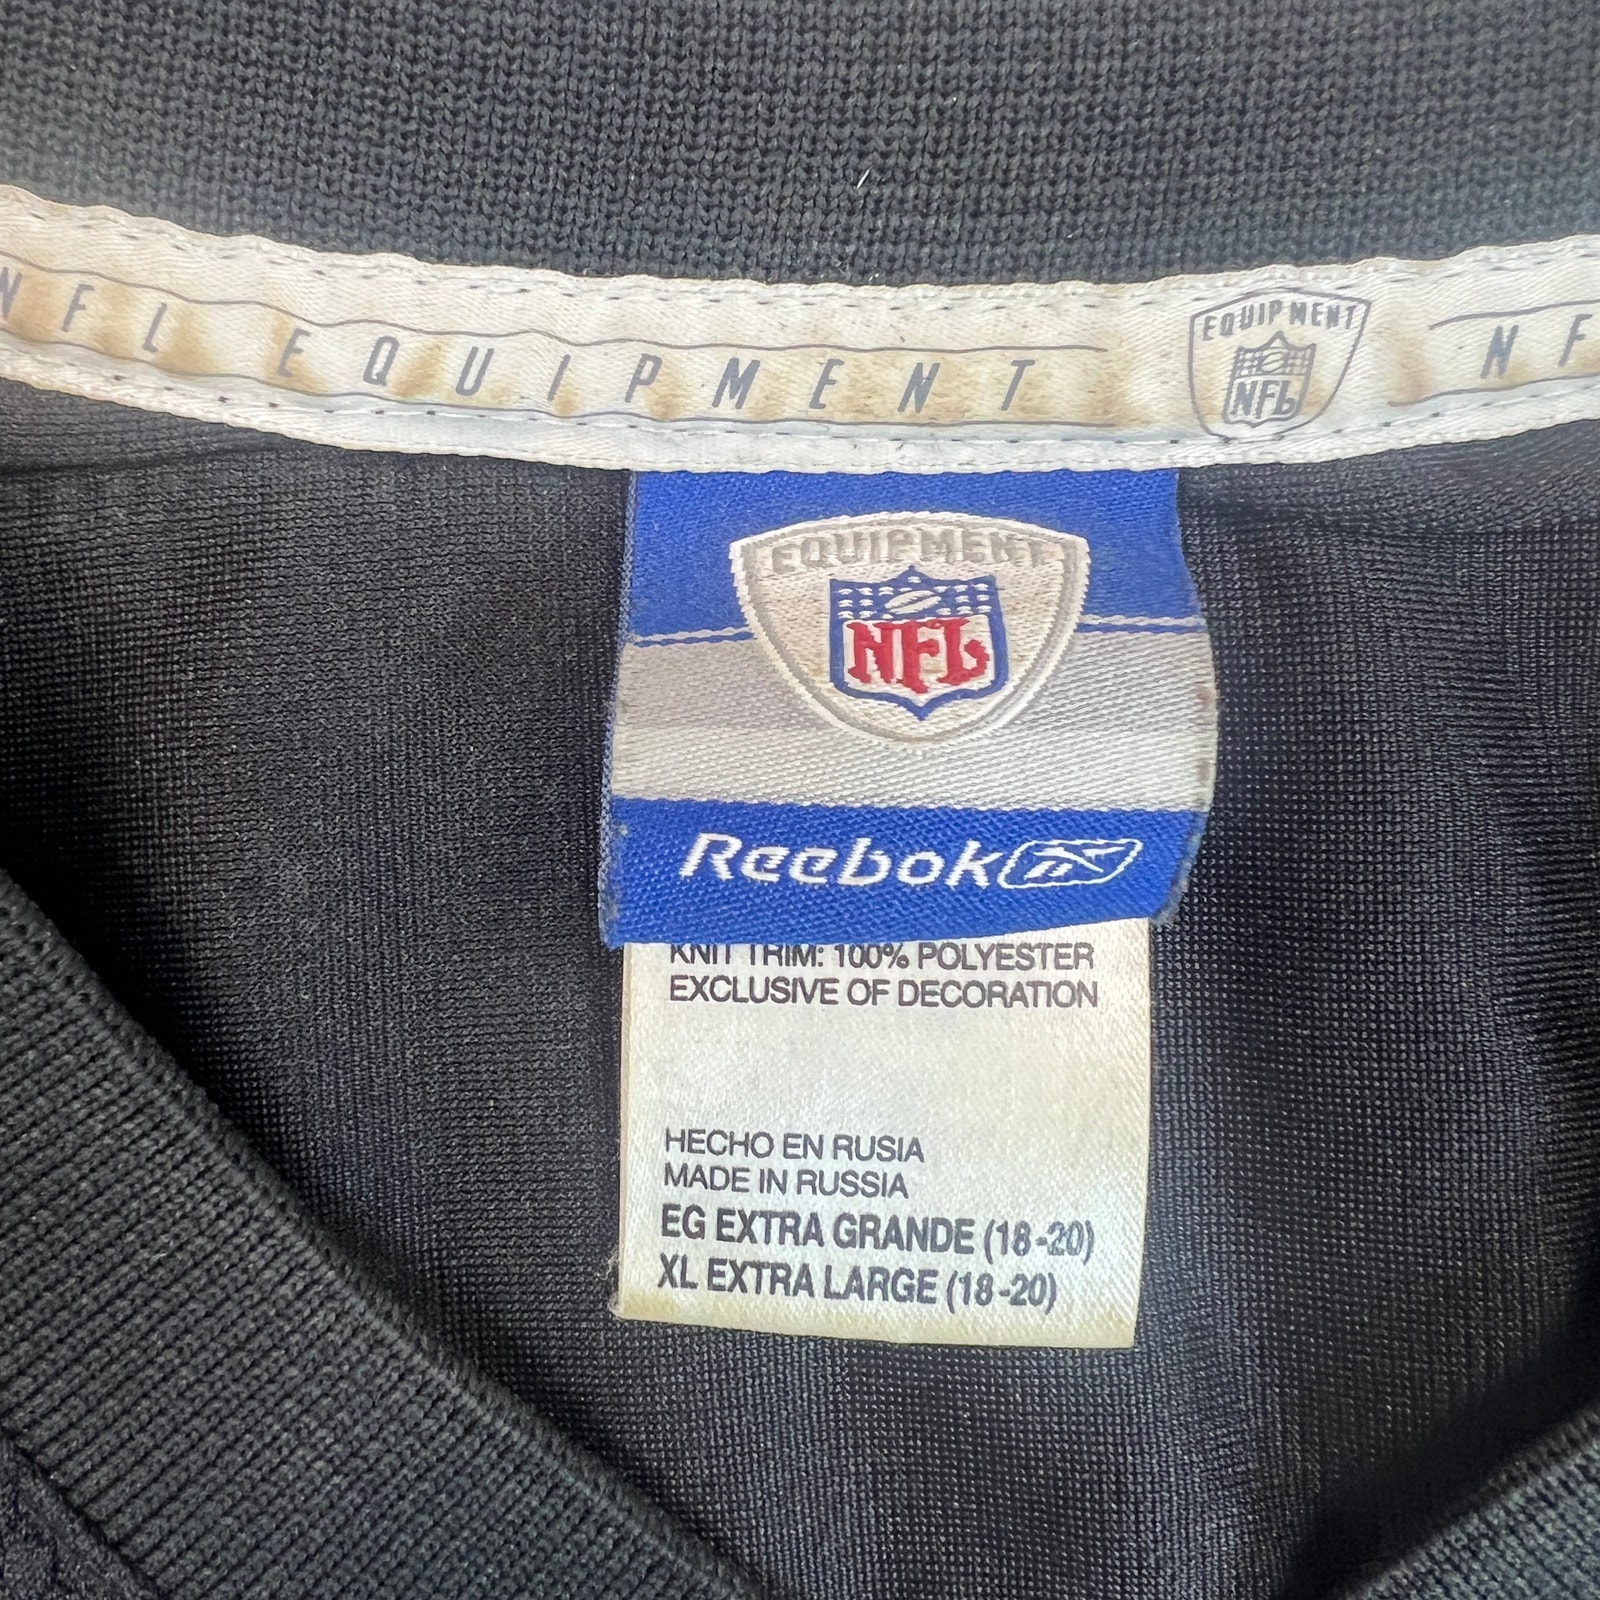 NFL EQUIPMENT
EQUIPMENT
NFL
NF
EQUIPMENT
NFL
Reebok
KNIT TRIM: 100% POLYESTER
EXCLUSIVE OF DECORATION
HECHO EN RUSIA
MADE IN RUSSIA
EG EXTRA GRANDE (18-20)
XL EXTRA LARGE (18-20)